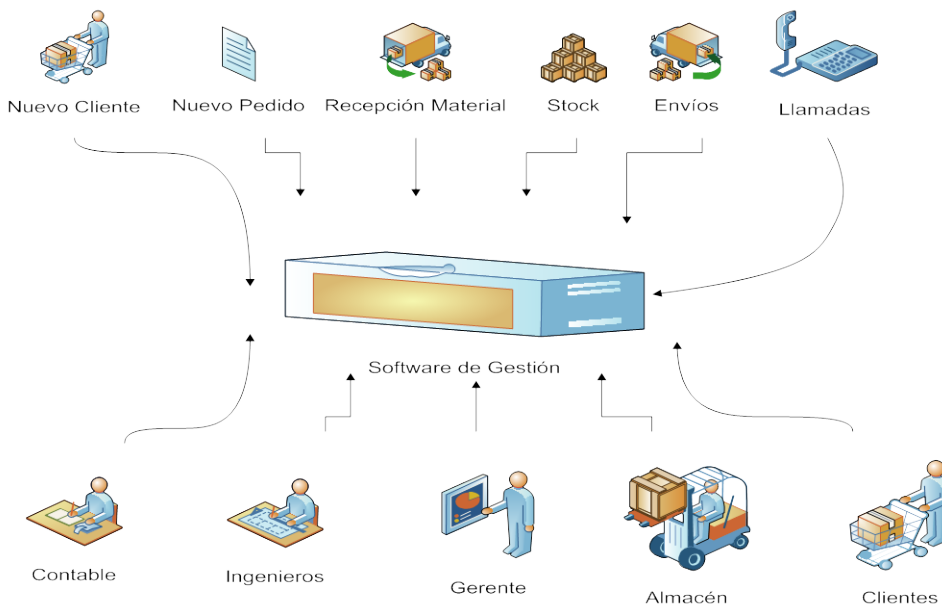 Nuevo Cliente
Nuevo Pedido
Recepción Material
Stock
Envíos
Llamadas
Software de Gestión
Contable
Ingenieros
Gerente
Almacén
Clientes